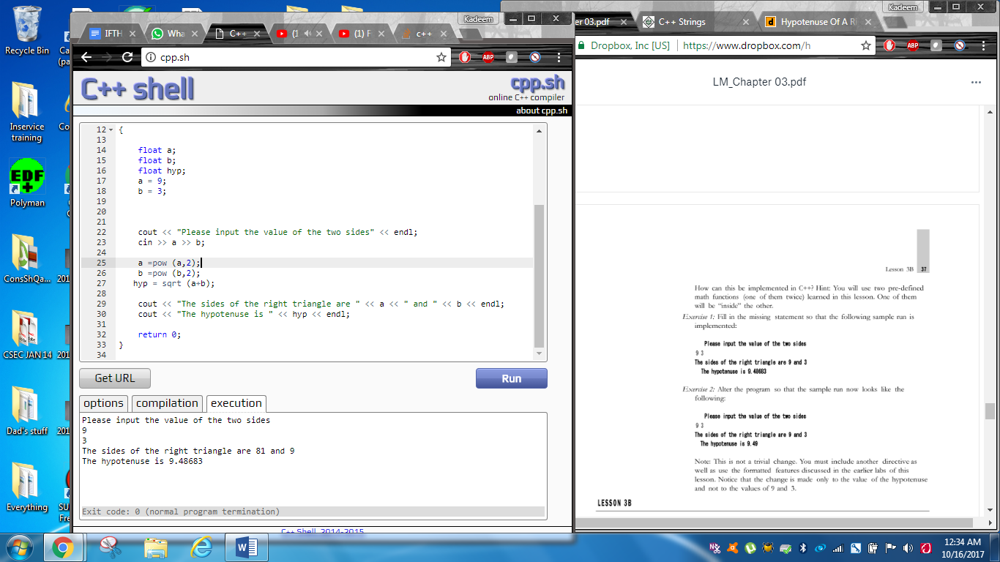 Recycle Bin
Inservice
training
Polyman
ConsShQa...
CSEC JAN 14
Dad's stuff
Everything
Kadeem
IFTH
Wha
C++
(1
(1) F
c++
cpp.sh
ABP
C++ shell
cpp.sh
online C++ compiler
about cpp.sh
12 {
13
14 float a;
15 float b;
16 float hyp;
17 a = 9;
18 b = 3;
19
20
21
22 cout << "Please input the value of the two sides" << endl;
23 cin >> a >> b;
24
25 a =pow (a,2);
26 b =pow (b,2);
27 hyp = sqrt (a+b);
28
29 cout << "The sides of the right triangle are " << a << " and " << b << endl;
30 cout << "The hypotenuse is " << hyp << endl;
31
32 return 0;
33 }
34
Get URL
Run
options
compilation
execution
Please input the value of the two sides
9
3
The sides of the right triangle are 81 and 9
The hypotenuse is 9.48683
Exit code: 0 (normal program termination)
C++ Shell, 2014-2015
Kadeem
er 03.pdf
C++ Strings
Hypotenuse Of A Ri
Dropbox, Inc [US]
https://www.dropbox.com/h
ABP
LM_Chapter 03.pdf
Lesson 3B 37
How can this be implemented in C++? Hint: You will use two pre-defined
math functions (one of them twice) learned in this lesson. One of them
will be “inside” the other.
Exercise 1: Fill in the missing statement so that the following sample run is
implemented:
Please input the value of the two sides
9 3
The sides of the right triangle are 9 and 3
The hypotenuse is 9.48683
Exercise 2: Alter the program so that the sample run now looks like the
following:
Please input the value of the two sides
9 3
The sides of the right triangle are 9 and 3
The hypotenuse is 9.49
Note: This is not a trivial change. You must include another directive as
well as use the formatted features discussed in the earlier labs of this
lesson. Notice that the change is made only to the value of the hypotenuse
and not to the values of 9 and 3.
LESSON 3B
12:34 AM
10/16/2017